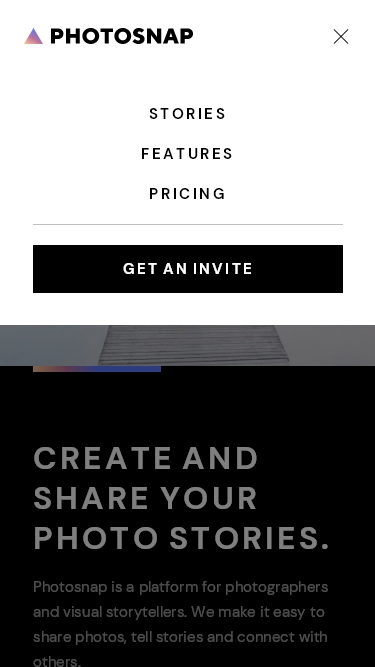 PHOTOSNAP
STORIES
FEATURES
PRICING
GET AN INVITE
CREATE AND
SHARE YOUR
PHOTO STORIES.
Photosnap is a platform for photographers
and visual storytellers. We make it easy to
share photos, tell stories and connect with
others.